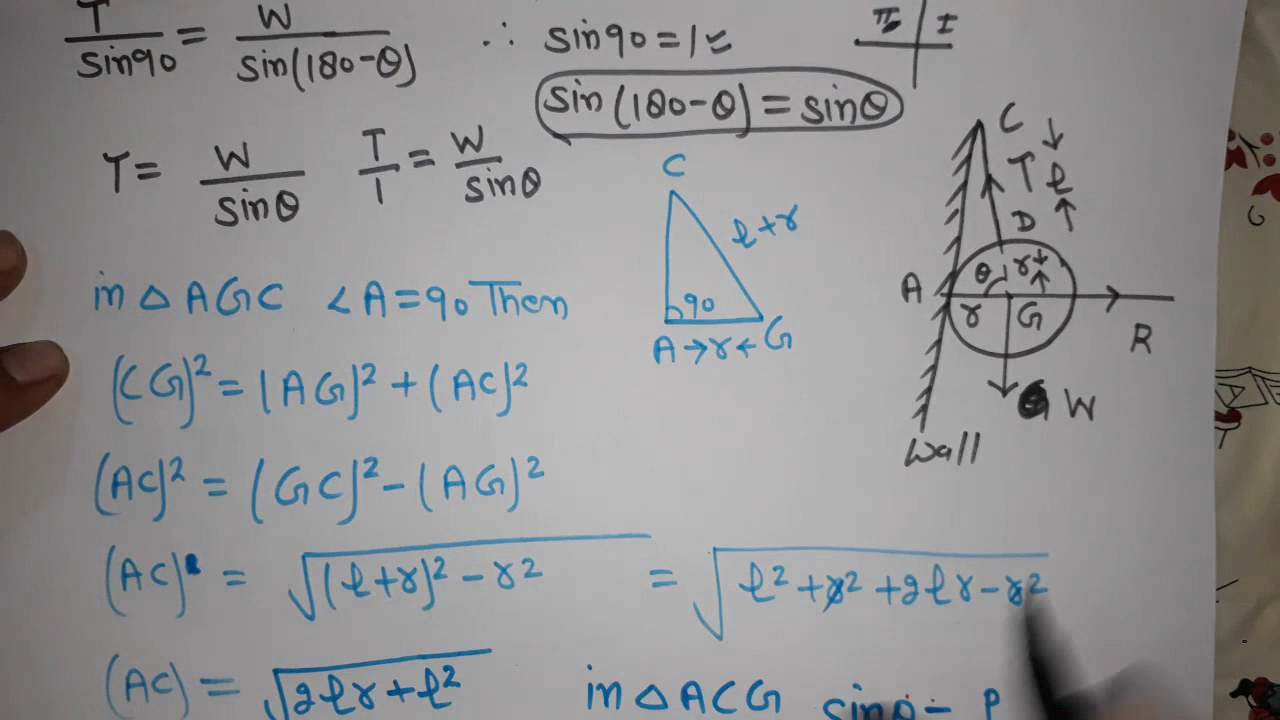 T/sin90 = W/sin(180-θ) ∴ sin90=1
sin(180-θ)=sinθ
T= W/sinθ T/1 = W/sinθ
C
l+r
90
A→r← G
in △ AGC ∠A=90 Then
(CG)² = (AG)² + (AC)²
(AC)² = (GC)² - (AG)²
(AC) = √(l+r)² - r² = √l² + r² + 2lr - r²
(AC) = √2lr + l²
in △ ACG sinθ = P
π
I
C
T l
D
A θ r
r G
R
W
Wall